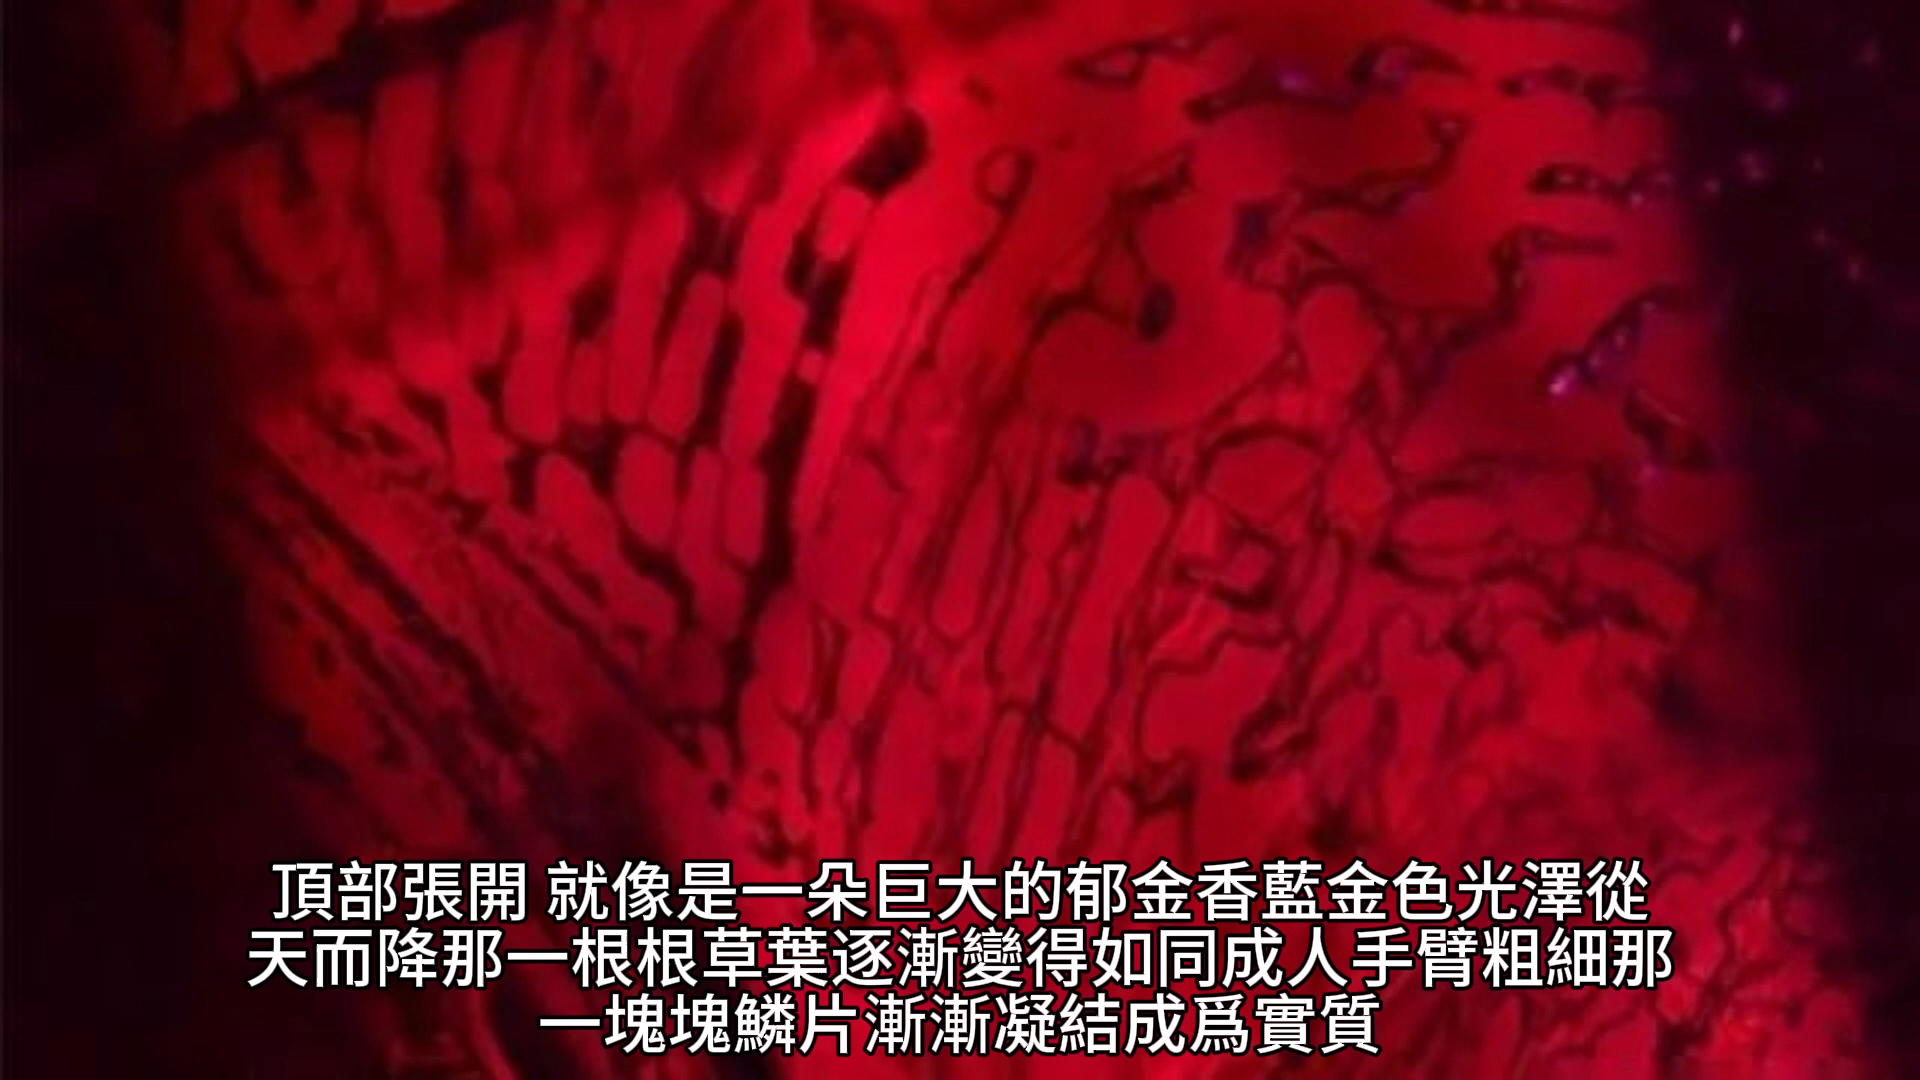 頂部張開 就像是一朵巨大的郁金香藍金色光澤從
天而降那一根根草葉逐漸變得如同成人手臂粗細那
一塊塊鱗片漸漸凝結成爲實質